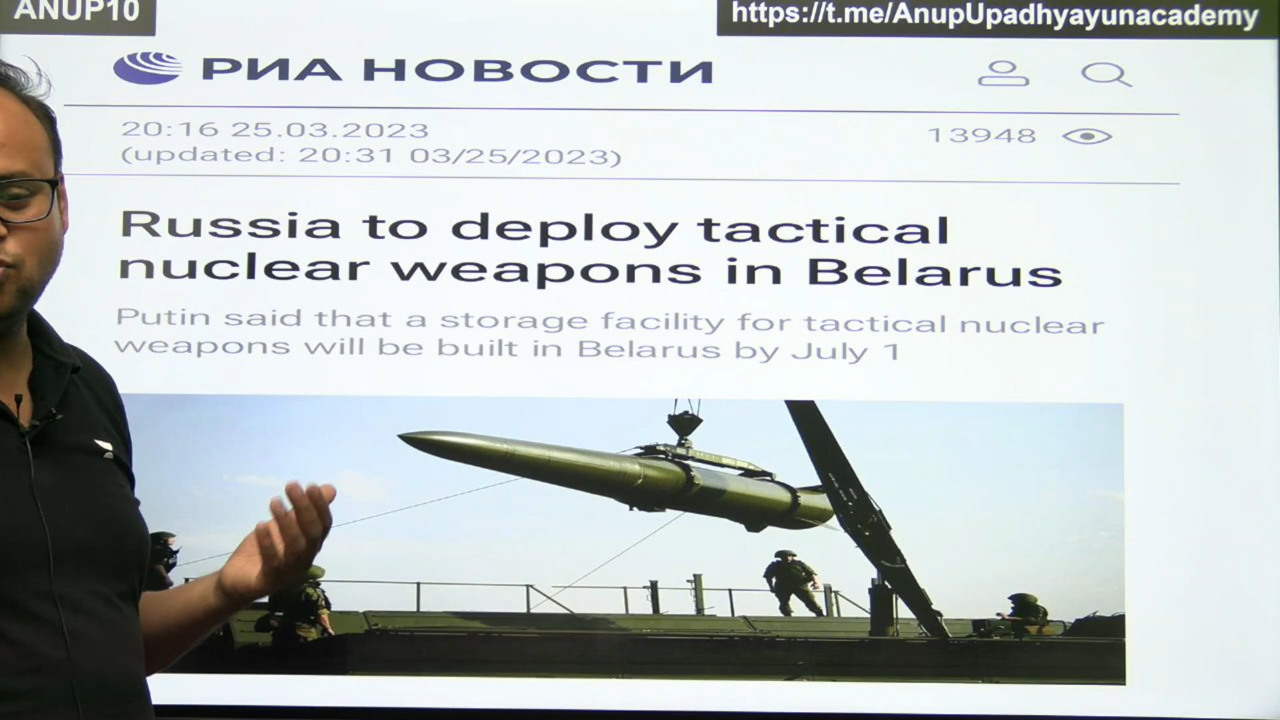 ANUP10
https://t.me/AnupUpadhyayunacademy
РИА НОВОСТИ
20:16 25.03.2023
(updated: 20:31 03/25/2023)
13948
Russia to deploy tactical
nuclear weapons in Belarus
Putin said that a storage facility for tactical nuclear
weapons will be built in Belarus by July 1